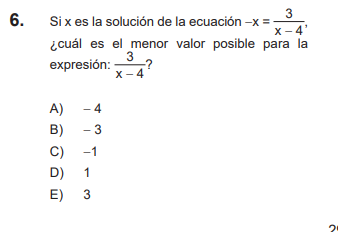 6. Si x es la solución de la ecuación –x = 3/(x – 4),
¿cuál es el menor valor posible para la
expresión: 3/(x – 4)?
A) – 4
B) – 3
C) –1
D) 1
E) 3